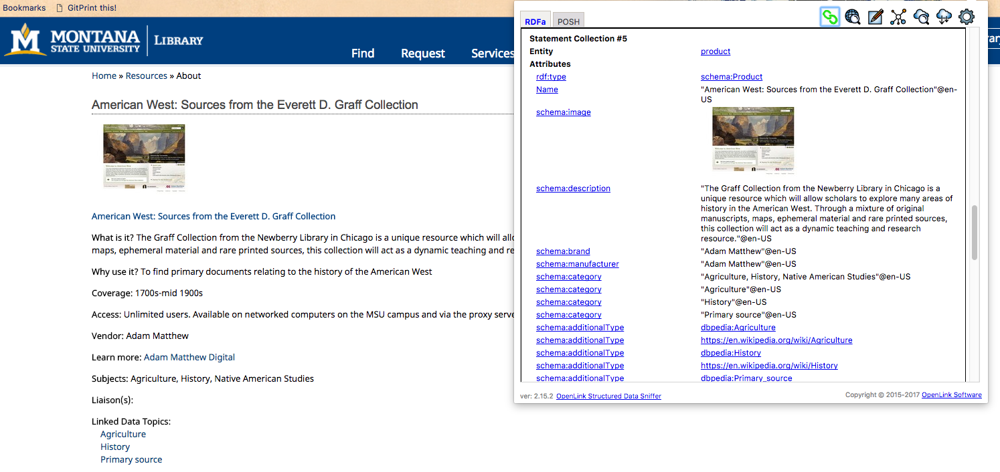 Bookmarks GitPrint this!
MONTANA
STATE UNIVERSITY
LIBRARY
Find Request Services
Home » Resources » About
American West: Sources from the Everett D. Graff Collection
American West: Sources from the Everett D. Graff Collection
What is it? The Graff Collection from the Newberry Library in Chicago is a unique resource which will allo
maps, ephemeral material and rare printed sources, this collection will act as a dynamic teaching and re
Why use it? To find primary documents relating to the history of the American West
Coverage: 1700s-mid 1900s
Access: Unlimited users. Available on networked computers on the MSU campus and via the proxy serve
Vendor: Adam Matthew
Learn more: Adam Matthew Digital
Subjects: Agriculture, History, Native American Studies
Liaison(s):
Linked Data Topics:
Agriculture
History
Primary source
RDFa POSH
Statement Collection #5
Entity product
Attributes
rdf:type schema:Product
Name "American West: Sources from the Everett D. Graff Collection"@en-
US
schema:image
schema:description "The Graff Collection from the Newberry Library in Chicago is a
unique resource which will allow scholars to explore many areas of
history in the American West. Through a mixture of original
manuscripts, maps, ephemeral material and rare printed sources,
this collection will act as a dynamic teaching and research
resource."@en-US
schema:brand "Adam Matthew"@en-US
schema:manufacturer "Adam Matthew"@en-US
schema:category "Agriculture, History, Native American Studies"@en-US
schema:category "Agriculture"@en-US
schema:category "History"@en-US
schema:category "Primary source"@en-US
schema:additionalType dbpedia:Agriculture
schema:additionalType https://en.wikipedia.org/wiki/Agriculture
schema:additionalType dbpedia:History
schema:additionalType https://en.wikipedia.org/wiki/History
schema:additionalType dbpedia:Primary_source
ver: 2.15.2 OpenLink Structured Data Sniffer
Copyright © 2015-2017 OpenLink Software